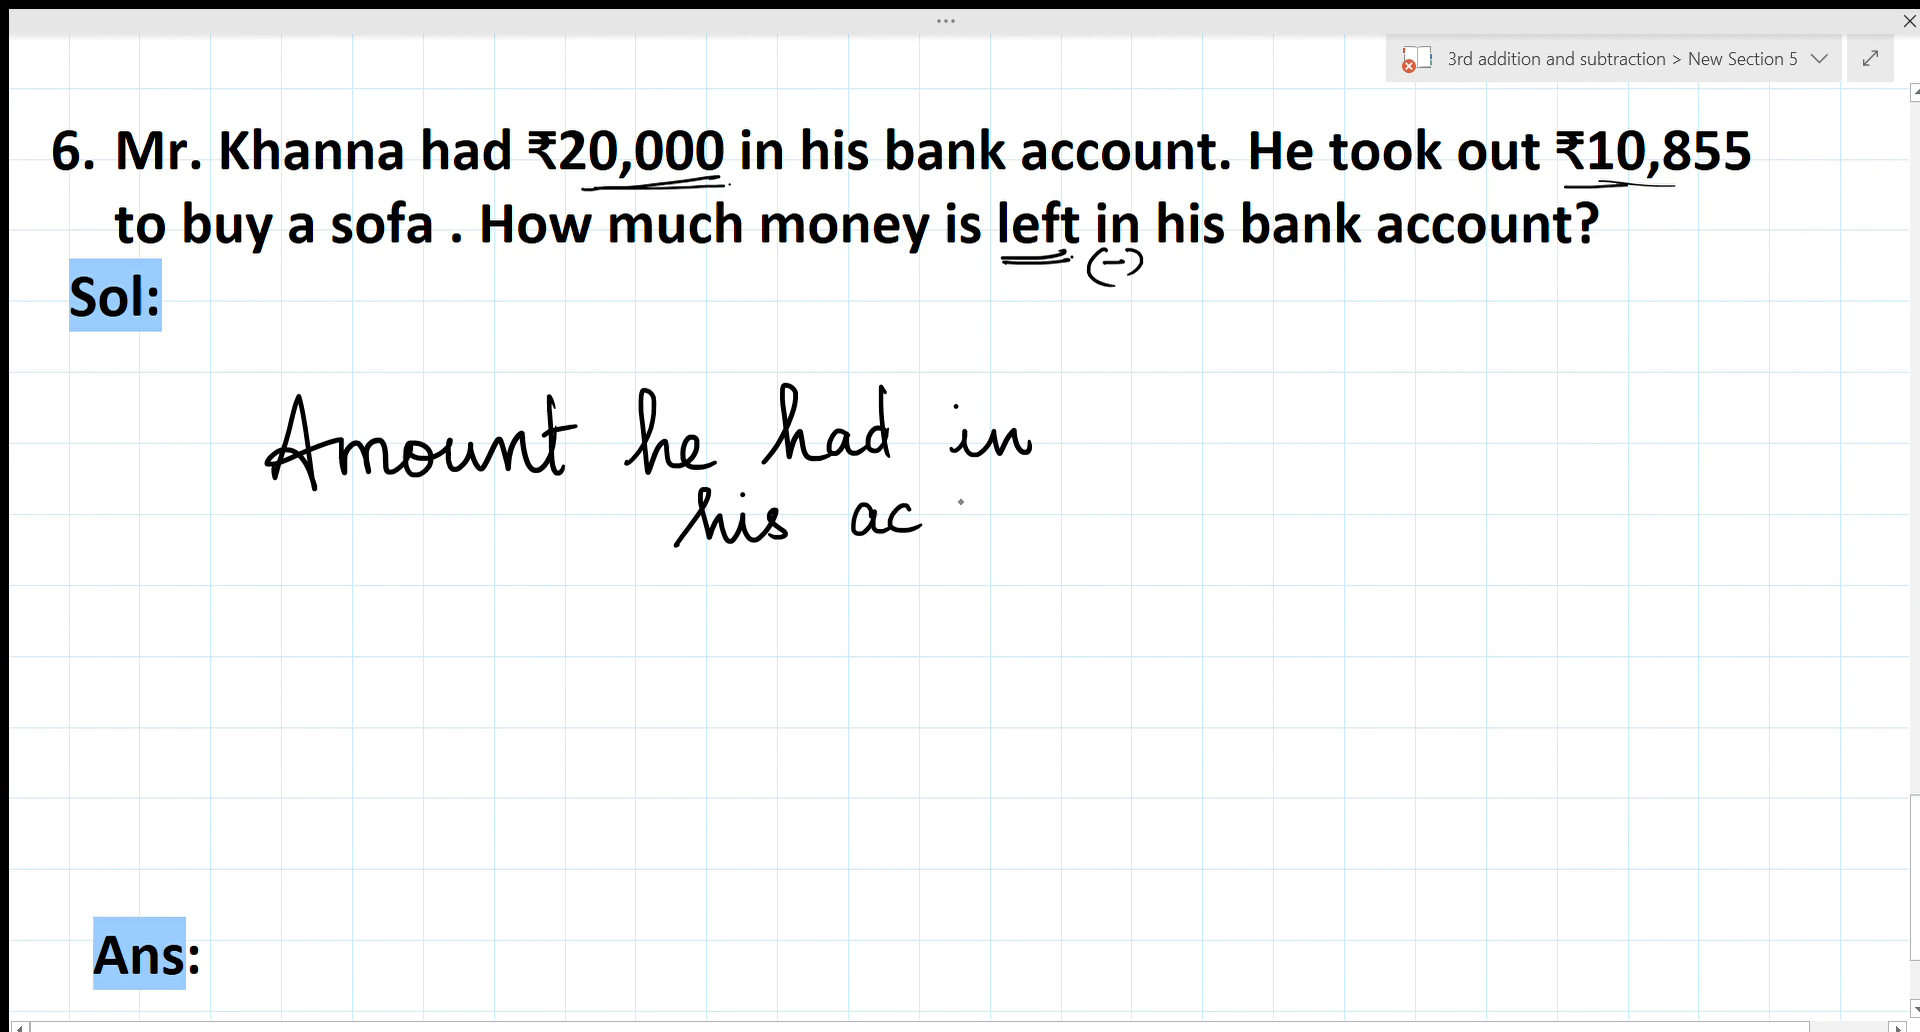 3rd addition and subtraction > New Section 5
6. Mr. Khanna had ₹20,000 in his bank account. He took out ₹10,855
to buy a sofa . How much money is left in his bank account?
(-)
Sol:
Amount he had in
his ac
Ans: